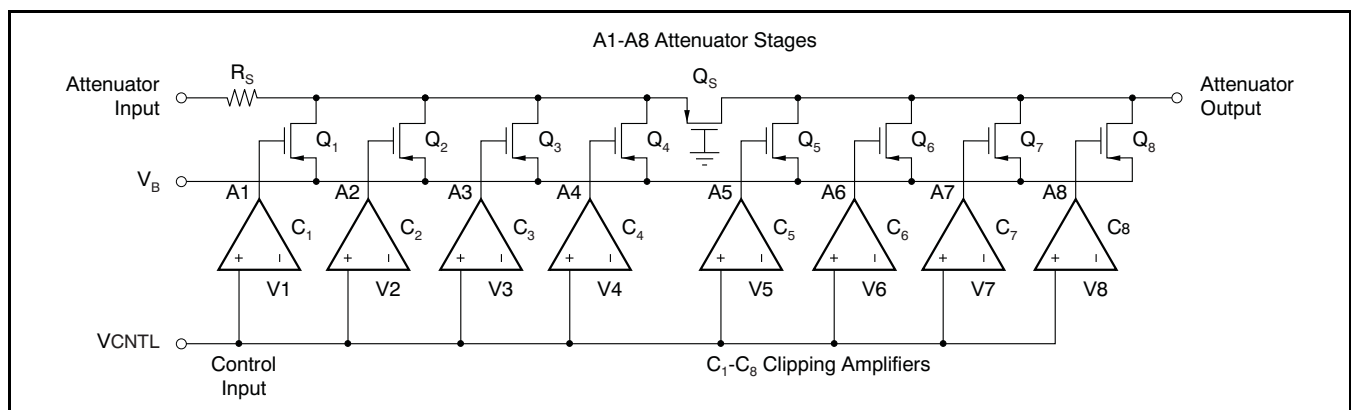 A1-A8 Attenuator Stages
Attenuator
Input
R_S
Q_S
Attenuator
Output
Q_1
Q_2
Q_3
Q_4
Q_5
Q_6
Q_7
Q_8
V_B
A1
A2
A3
A4
A5
A6
A7
A8
C_1
C_2
C_3
C_4
C_5
C_6
C_7
C8
+ − + − + − + − + − + − + − + −
V1
V2
V3
V4
V5
V6
V7
V8
VCNTL
Control
Input
C_1-C_8 Clipping Amplifiers